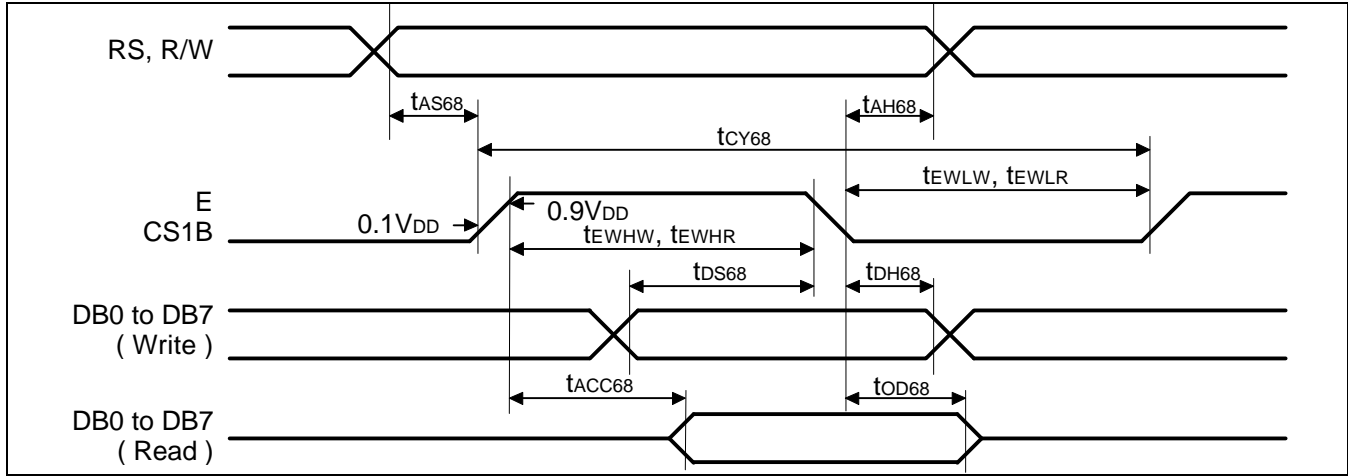 RS, R/W
tAS68
tAH68
tCY68
tEWLW, tEWLR
E
CS1B
0.1VDD
0.9VDD
tEWHW, tEWHR
tDS68
tDH68
DB0 to DB7
( Write )
tACC68
tOD68
DB0 to DB7
( Read )